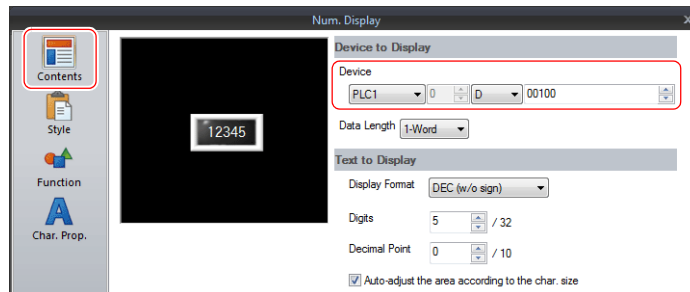 Num. Display
Contents
Style
Function
Char. Prop.
12345
Device to Display
Device
PLC1 0 D 00100
Data Length 1-Word
Text to Display
Display Format DEC (w/o sign)
Digits 5 / 32
Decimal Point 0 / 10
Auto-adjust the area according to the char. size